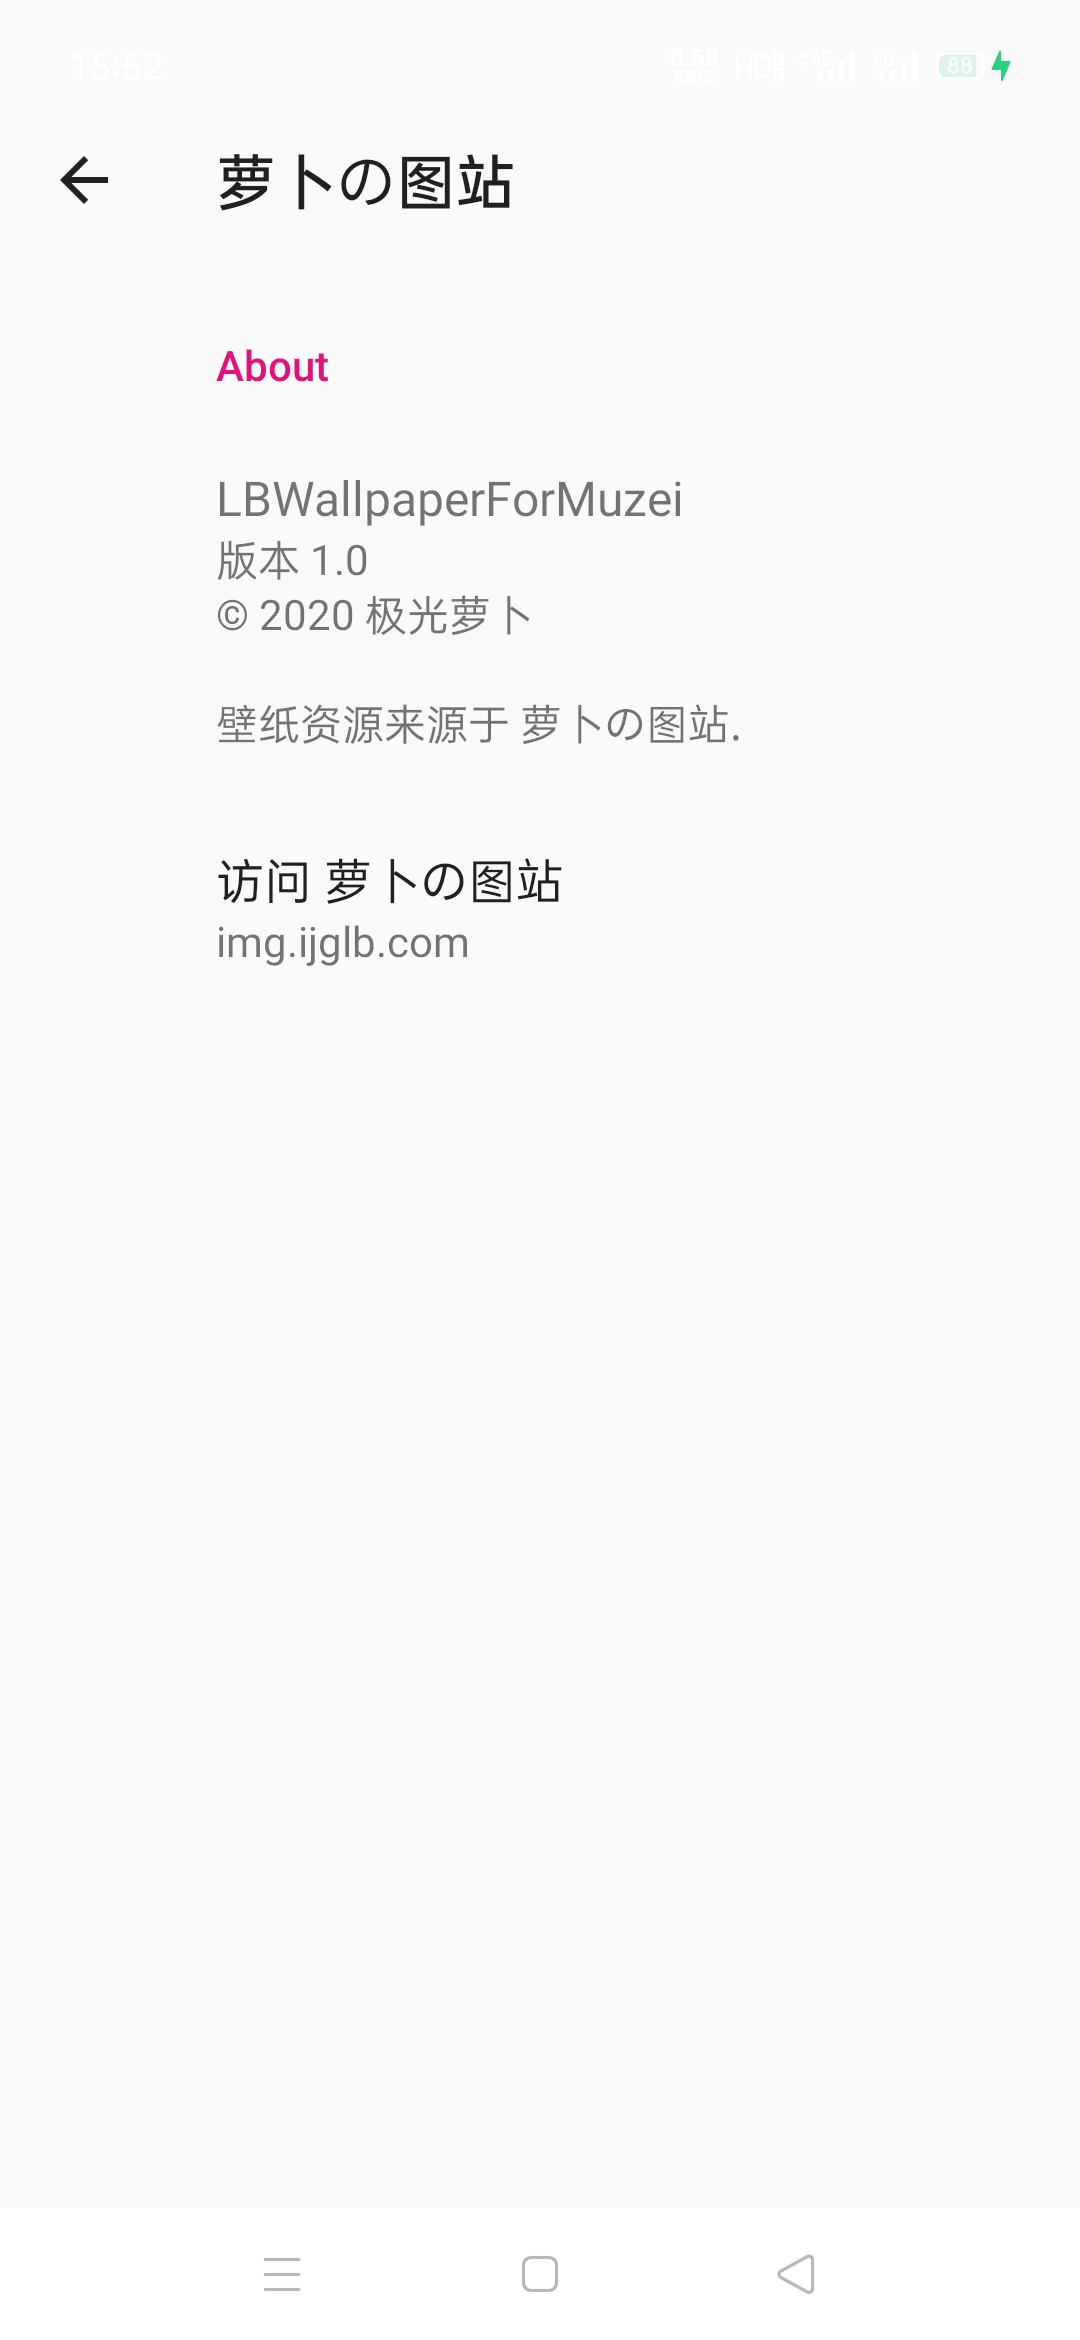 15:52
0.68
KB/S
HD
4G
4G
88
萝卜の图站
About
LBWallpaperForMuzei
版本 1.0
© 2020 极光萝卜
壁纸资源来源于 萝卜の图站.
访问 萝卜の图站
img.ijglb.com